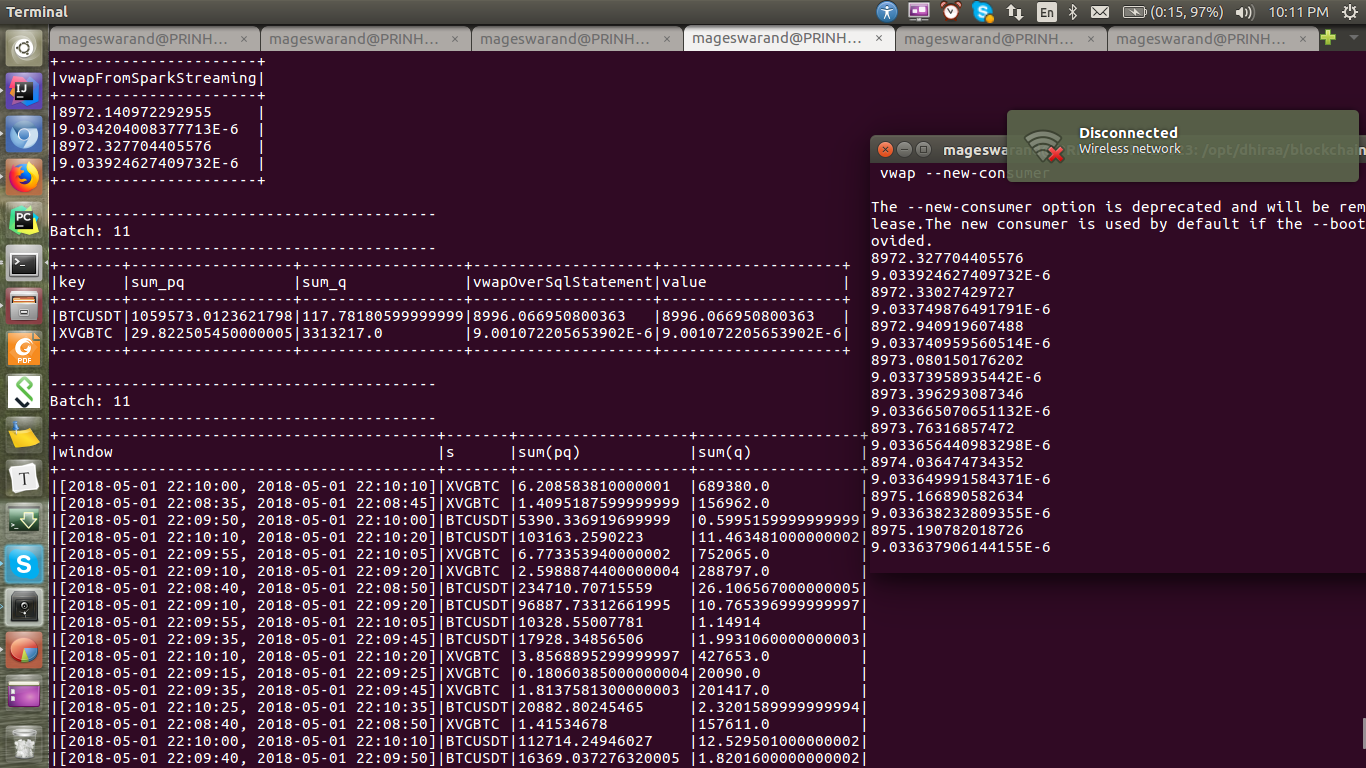 Terminal
En
(0:15, 97%)
10:11 PM
mageswarand@PRINH... ×
mageswarand@PRINH... ×
mageswarand@PRINH... ×
mageswarand@PRINH... ×
mageswarand@PRINH... ×
mageswarand@PRINH... ×
+----------------------+
|vwapFromSparkStreaming|
+----------------------+
|8972.140972292955     |
|9.034204008377713E-6  |
|8972.327704405576     |
|9.033924627409732E-6  |
+----------------------+
-------------------------------------------
Batch: 11
-------------------------------------------
+-------+------------------+------------------+--------------------+--------------------+
|key    |sum_pq            |sum_q             |vwapOverSqlStatement|value               |
+-------+------------------+------------------+--------------------+--------------------+
|BTCUSDT|1059573.0123621798|117.78180599999999|8996.066950800363   |8996.066950800363   |
|XVGBTC |29.822505450000005|3313217.0         |9.001072205653902E-6|9.001072205653902E-6|
+-------+------------------+------------------+--------------------+--------------------+
-------------------------------------------
Batch: 11
-------------------------------------------
+------------------------------------------+-------+-------------------+------------------+
|window                                    |s      |sum(pq)            |sum(q)            |
+------------------------------------------+-------+-------------------+------------------+
|[2018-05-01 22:10:00, 2018-05-01 22:10:10]|XVGBTC |6.208583810000001  |689380.0          |
|[2018-05-01 22:08:35, 2018-05-01 22:08:45]|XVGBTC |1.4095187599999999 |156962.0          |
|[2018-05-01 22:09:50, 2018-05-01 22:10:00]|BTCUSDT|5390.336919699999  |0.5995159999999999|
|[2018-05-01 22:10:10, 2018-05-01 22:10:20]|BTCUSDT|103163.2590223     |11.463481000000002|
|[2018-05-01 22:09:55, 2018-05-01 22:10:05]|XVGBTC |6.773353940000002  |752065.0          |
|[2018-05-01 22:09:10, 2018-05-01 22:09:20]|XVGBTC |2.5988874400000004 |288797.0          |
|[2018-05-01 22:08:40, 2018-05-01 22:08:50]|BTCUSDT|234710.70715559    |26.106567000000005|
|[2018-05-01 22:09:10, 2018-05-01 22:09:20]|BTCUSDT|96887.73312661995  |10.765396999999997|
|[2018-05-01 22:09:55, 2018-05-01 22:10:05]|BTCUSDT|10328.55007781     |1.14914           |
|[2018-05-01 22:09:35, 2018-05-01 22:09:45]|BTCUSDT|17928.34856506     |1.9931060000000003|
|[2018-05-01 22:10:10, 2018-05-01 22:10:20]|XVGBTC |3.8568895299999997 |427653.0          |
|[2018-05-01 22:09:15, 2018-05-01 22:09:25]|XVGBTC |0.18060385000000004|20090.0           |
|[2018-05-01 22:09:35, 2018-05-01 22:09:45]|XVGBTC |1.8137581300000003 |201417.0          |
|[2018-05-01 22:10:25, 2018-05-01 22:10:35]|BTCUSDT|20882.80245465     |2.3201589999999994|
|[2018-05-01 22:08:40, 2018-05-01 22:08:50]|XVGBTC |1.41534678         |157611.0          |
|[2018-05-01 22:10:00, 2018-05-01 22:10:10]|BTCUSDT|112714.24946027    |12.529501000000002|
|[2018-05-01 22:09:40, 2018-05-01 22:09:50]|BTCUSDT|16369.037276320005 |1.8201600000000002|
Disconnected
Wireless network
/opt/dhiraa/blockchain
vwap --new-consumer
The --new-consumer option is deprecated and will be rem
lease.The new consumer is used by default if the --boot
ovided.
8972.327704405576
9.033924627409732E-6
8972.33027429727
9.033749876491791E-6
8972.940919607488
9.033740959560514E-6
8973.080150176202
9.03373958935442E-6
8973.396293087346
9.033665070651132E-6
8973.76316857472
9.033656440983298E-6
8974.036474734352
9.033649991584371E-6
8975.166890582634
9.033638232809355E-6
8975.190782018726
9.033637906144155E-6
IJ
PC
PDF
T
S